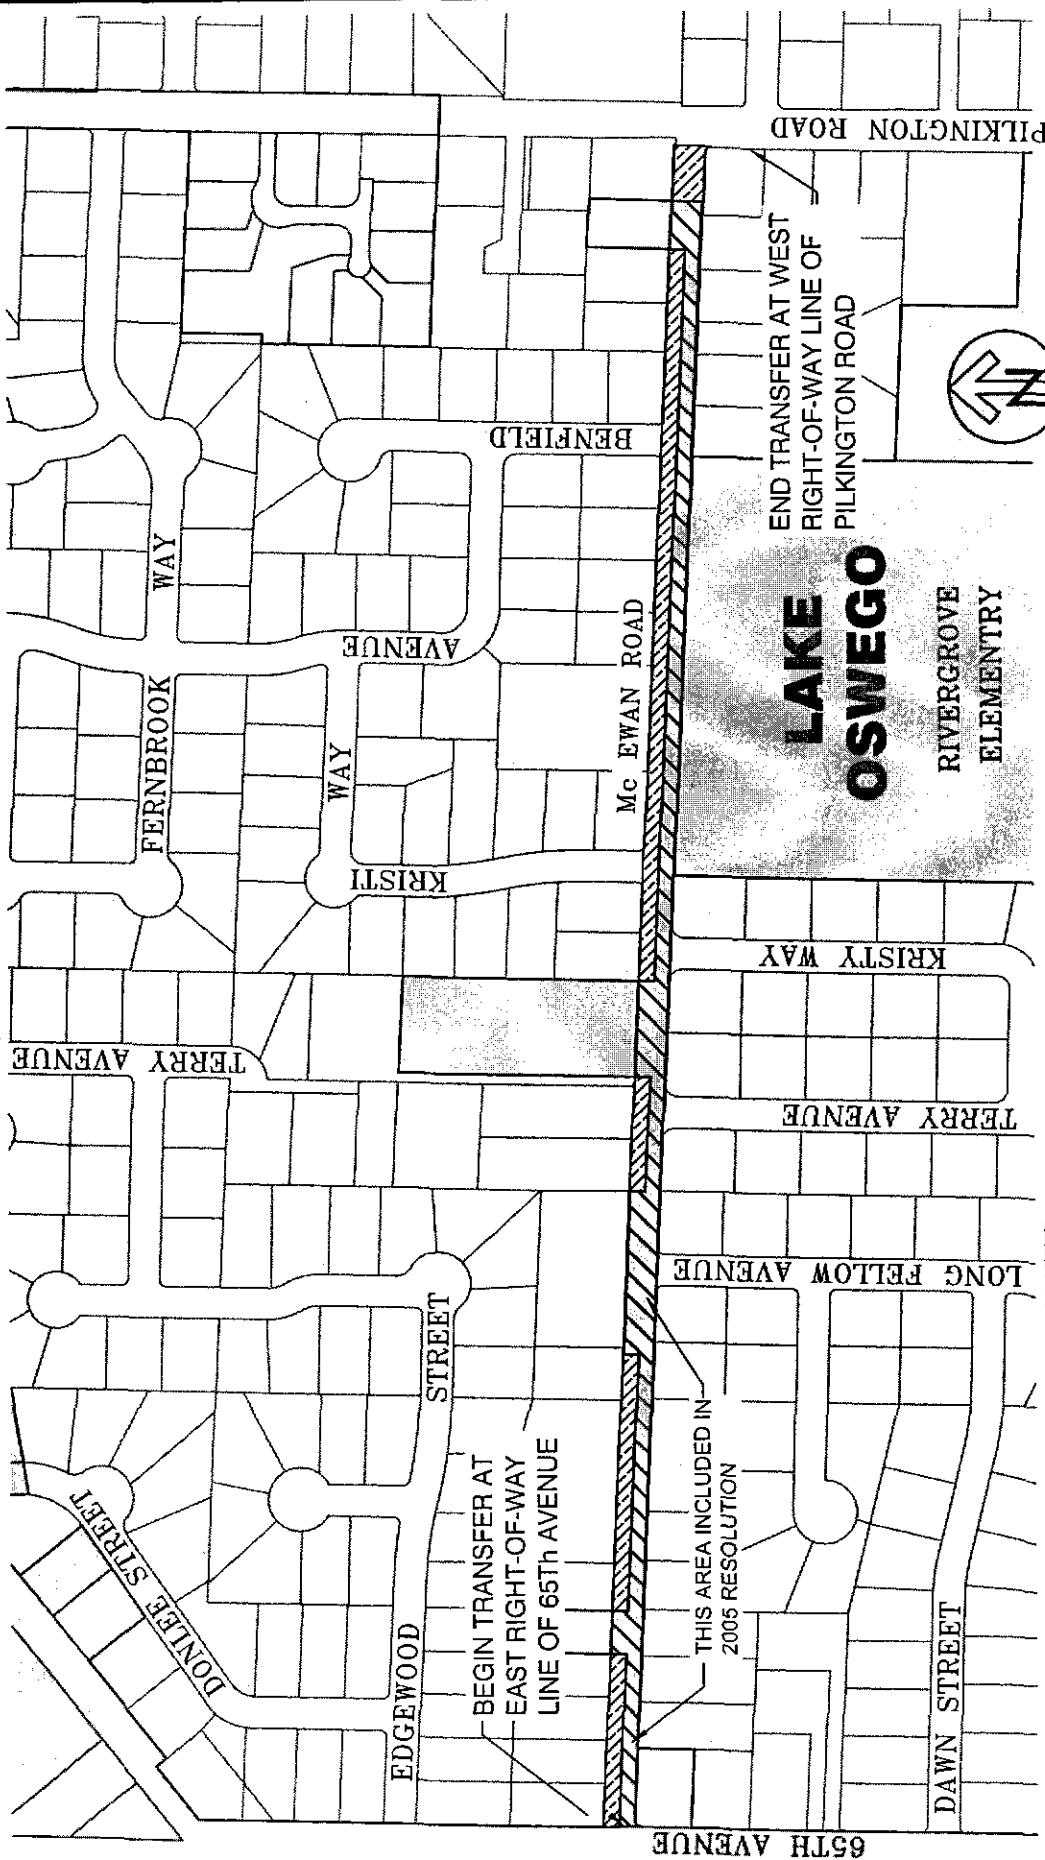 DONLEE STREET
EDGEWOOD
STREET
TERRY AVENUE
FERNBROOK
WAY
KRISTI
WAY
AVENUE
BENFIELD
BEGIN TRANSFER AT
EAST RIGHT-OF-WAY
LINE OF 65Th AVENUE
Mc EWAN ROAD
65TH AVENUE
THIS AREA INCLUDED IN
2005 RESOLUTION
DAWN STREET
LONG FELLOW AVENUE
TERRY AVENUE
KRISTY WAY
LAKE
OSWEGO
RIVERGROVE
ELEMENTRY
END TRANSFER AT WEST
RIGHT-OF-WAY LINE OF
PILKINGTON ROAD
PILKINGTON ROAD
N